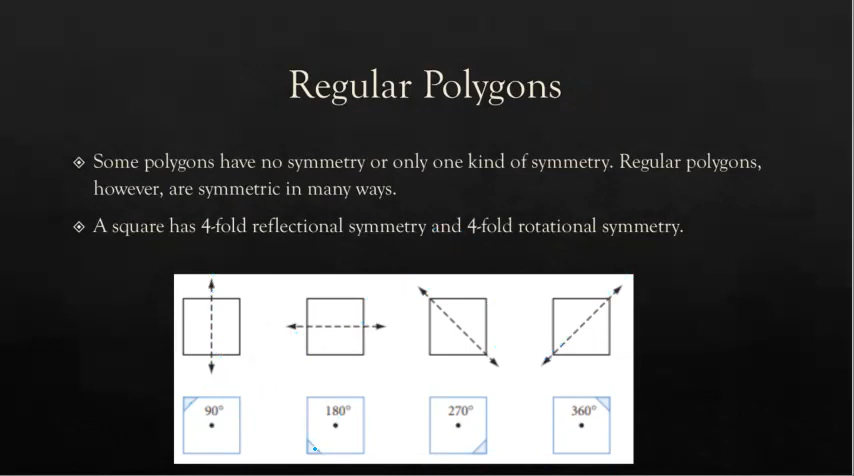 Regular Polygons
Some polygons have no symmetry or only one kind of symmetry. Regular polygons,
however, are symmetric in many ways.
A square has 4-fold reflectional symmetry and 4-fold rotational symmetry.
90° 180° 270° 360°